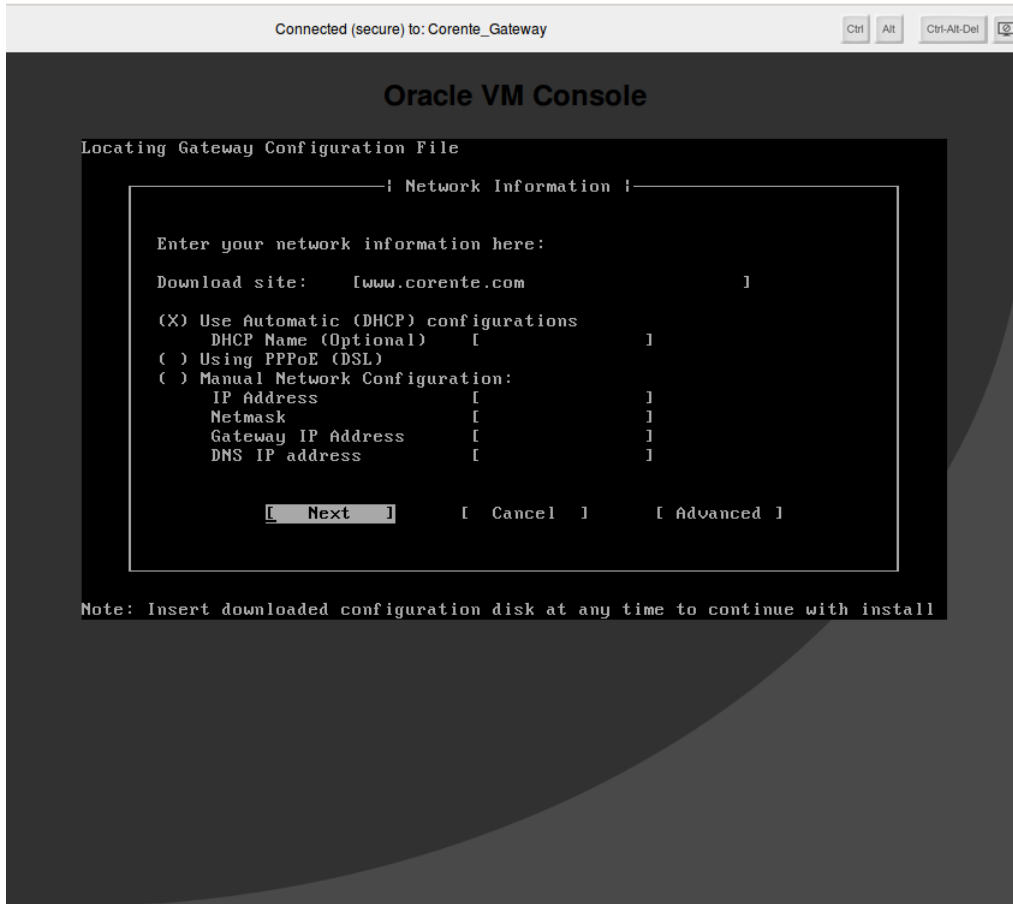 Connected (secure) to: Corente_Gateway
Ctrl Alt Ctrl-Alt-Del
Oracle VM Console
Locating Gateway Configuration File
| Network Information |
Enter your network information here:
Download site: [www.corente.com ]
(X) Use Automatic (DHCP) configurations
DHCP Name (Optional) [ ]
( ) Using PPPoE (DSL)
( ) Manual Network Configuration:
IP Address [ ]
Netmask [ ]
Gateway IP Address [ ]
DNS IP address [ ]
[ Next ] [ Cancel ] [ Advanced ]
Note: Insert downloaded configuration disk at any time to continue with install